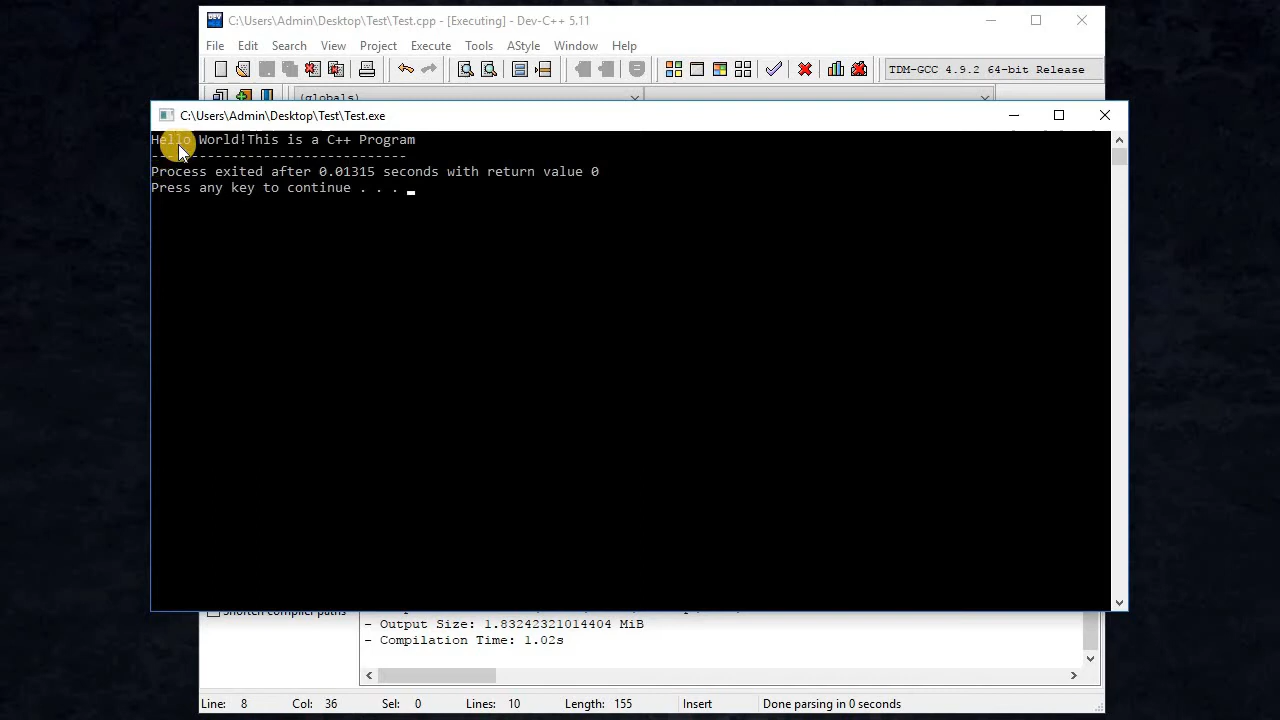 C:\Users\Admin\Desktop\Test\Test.cpp - [Executing] - Dev-C++ 5.11
File Edit Search View Project Execute Tools AStyle Window Help
TDM-GCC 4.9.2 64-bit Release
(globals)
C:\Users\Admin\Desktop\Test\Test.exe
Hello World!This is a C++ Program
--------------------------------
Process exited after 0.01315 seconds with return value 0
Press any key to continue . . .
Shorten compiler paths
- Output Size: 1.83242321014404 MiB
- Compilation Time: 1.02s
Line: 8 Col: 36 Sel: 0 Lines: 10 Length: 155 Insert Done parsing in 0 seconds